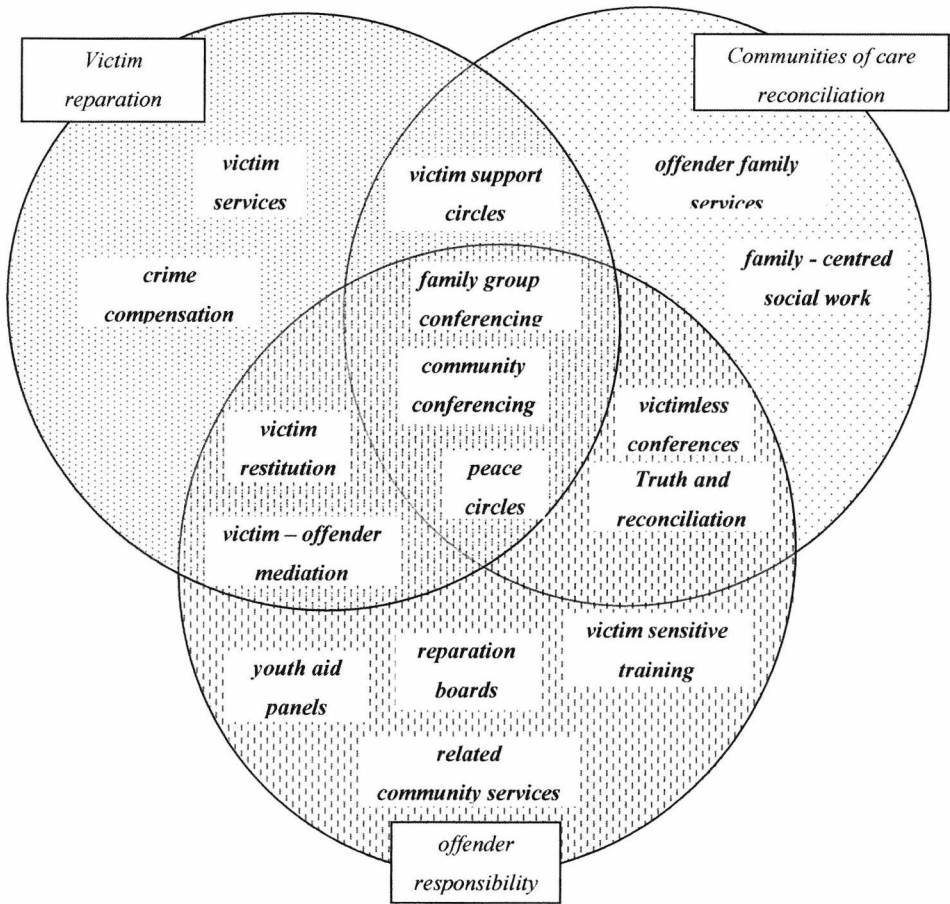 Victim
reparation
Communities of care
reconciliation
victim
services
victim support
circles
offender family
services
crime
compensation
family group
conferencing
family - centred
social work
community
conferencing
victim
restitution
victimless
conferences
peace
circles
Truth and
reconciliation
victim – offender
mediation
youth aid
panels
reparation
boards
victim sensitive
training
related
community services
offender
responsibility